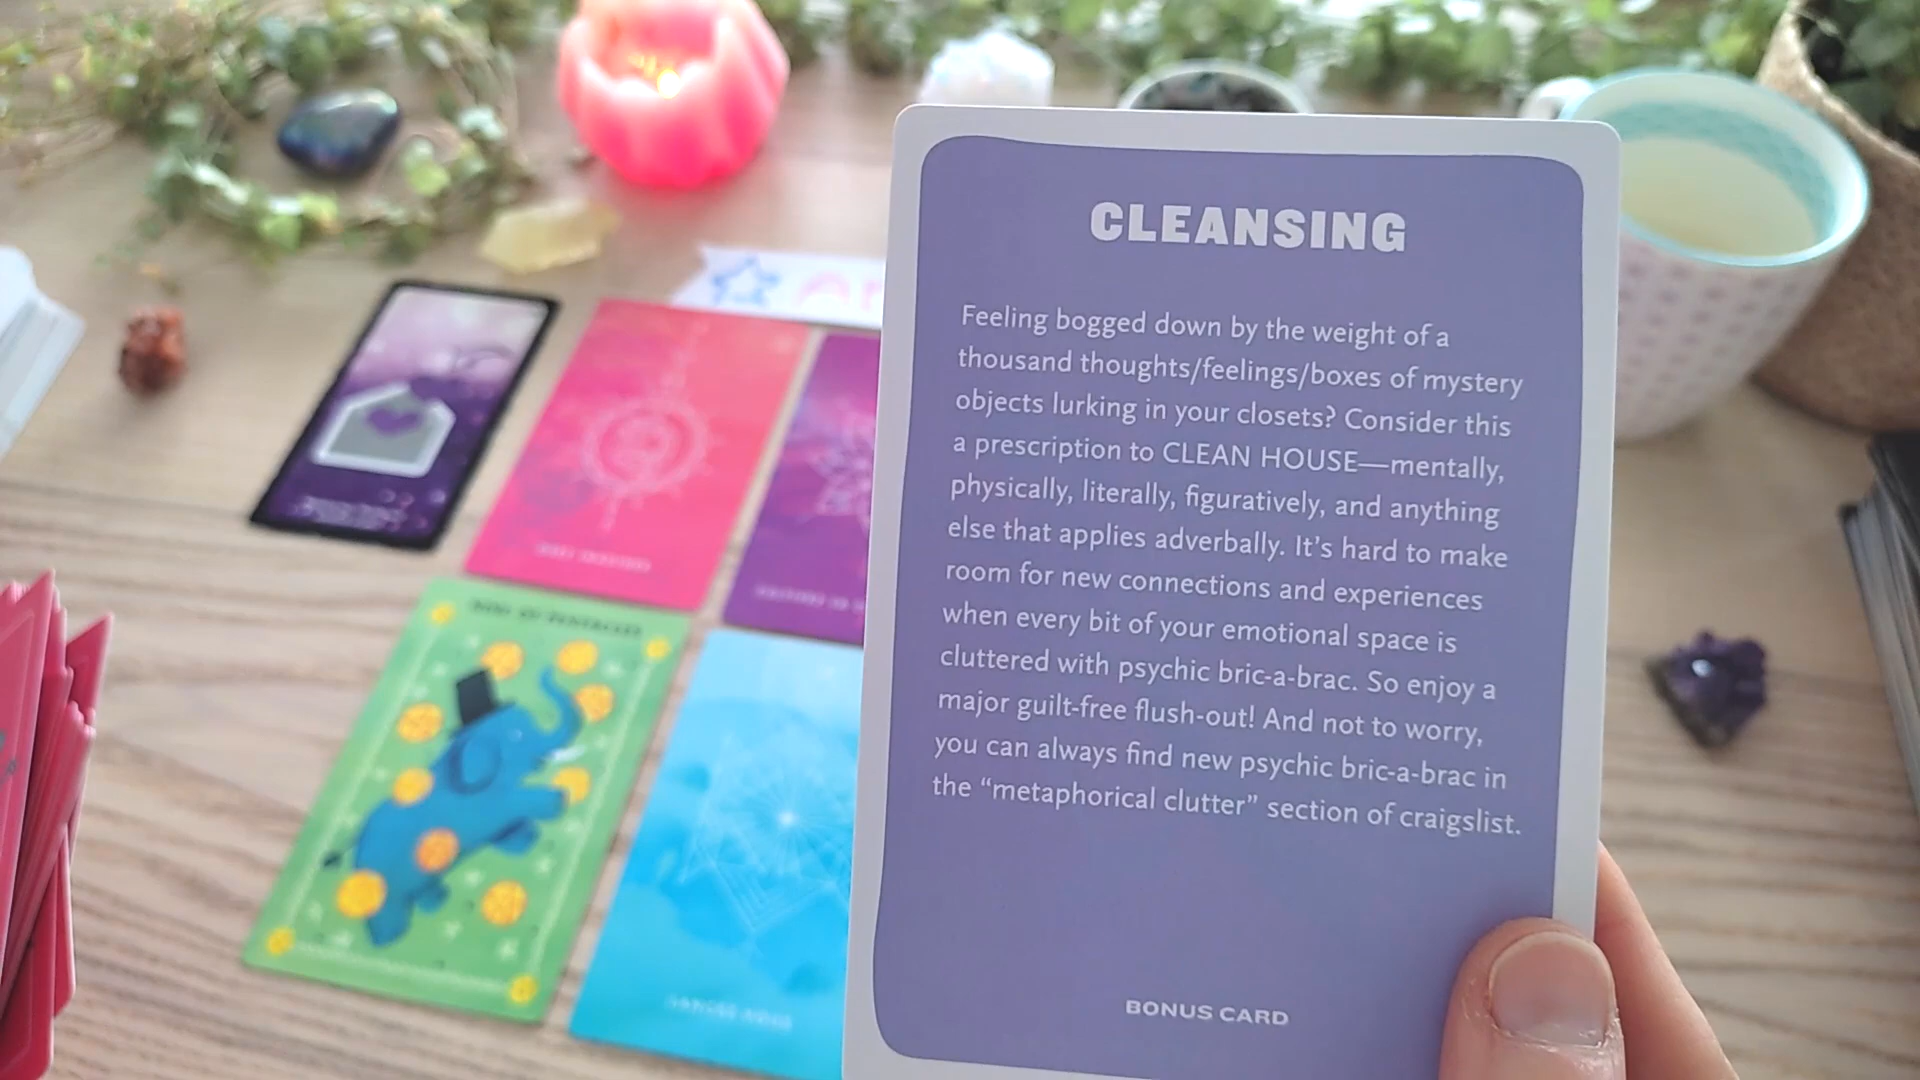 CLEANSING
Feeling bogged down by the weight of a
thousand thoughts/feelings/boxes of mystery
objects lurking in your closets? Consider this
a prescription to CLEAN HOUSE—mentally,
physically, literally, figuratively, and anything
else that applies adverbally. It's hard to make
room for new connections and experiences
when every bit of your emotional space is
cluttered with psychic bric-a-brac. So enjoy a
major guilt-free flush-out! And not to worry,
you can always find new psychic bric-a-brac in
the “metaphorical clutter” section of craigslist.
BONUS CARD